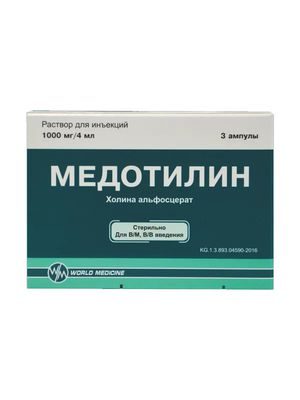 Раствор для инъекций
1000 мг/4 мл
3 ампулы
МЕДОТИЛИН
Холина альфосцерат
Стерильно
Для В/М, В/В введения
KG.1.3.893.04590-2016
WM WORLD MEDICINE